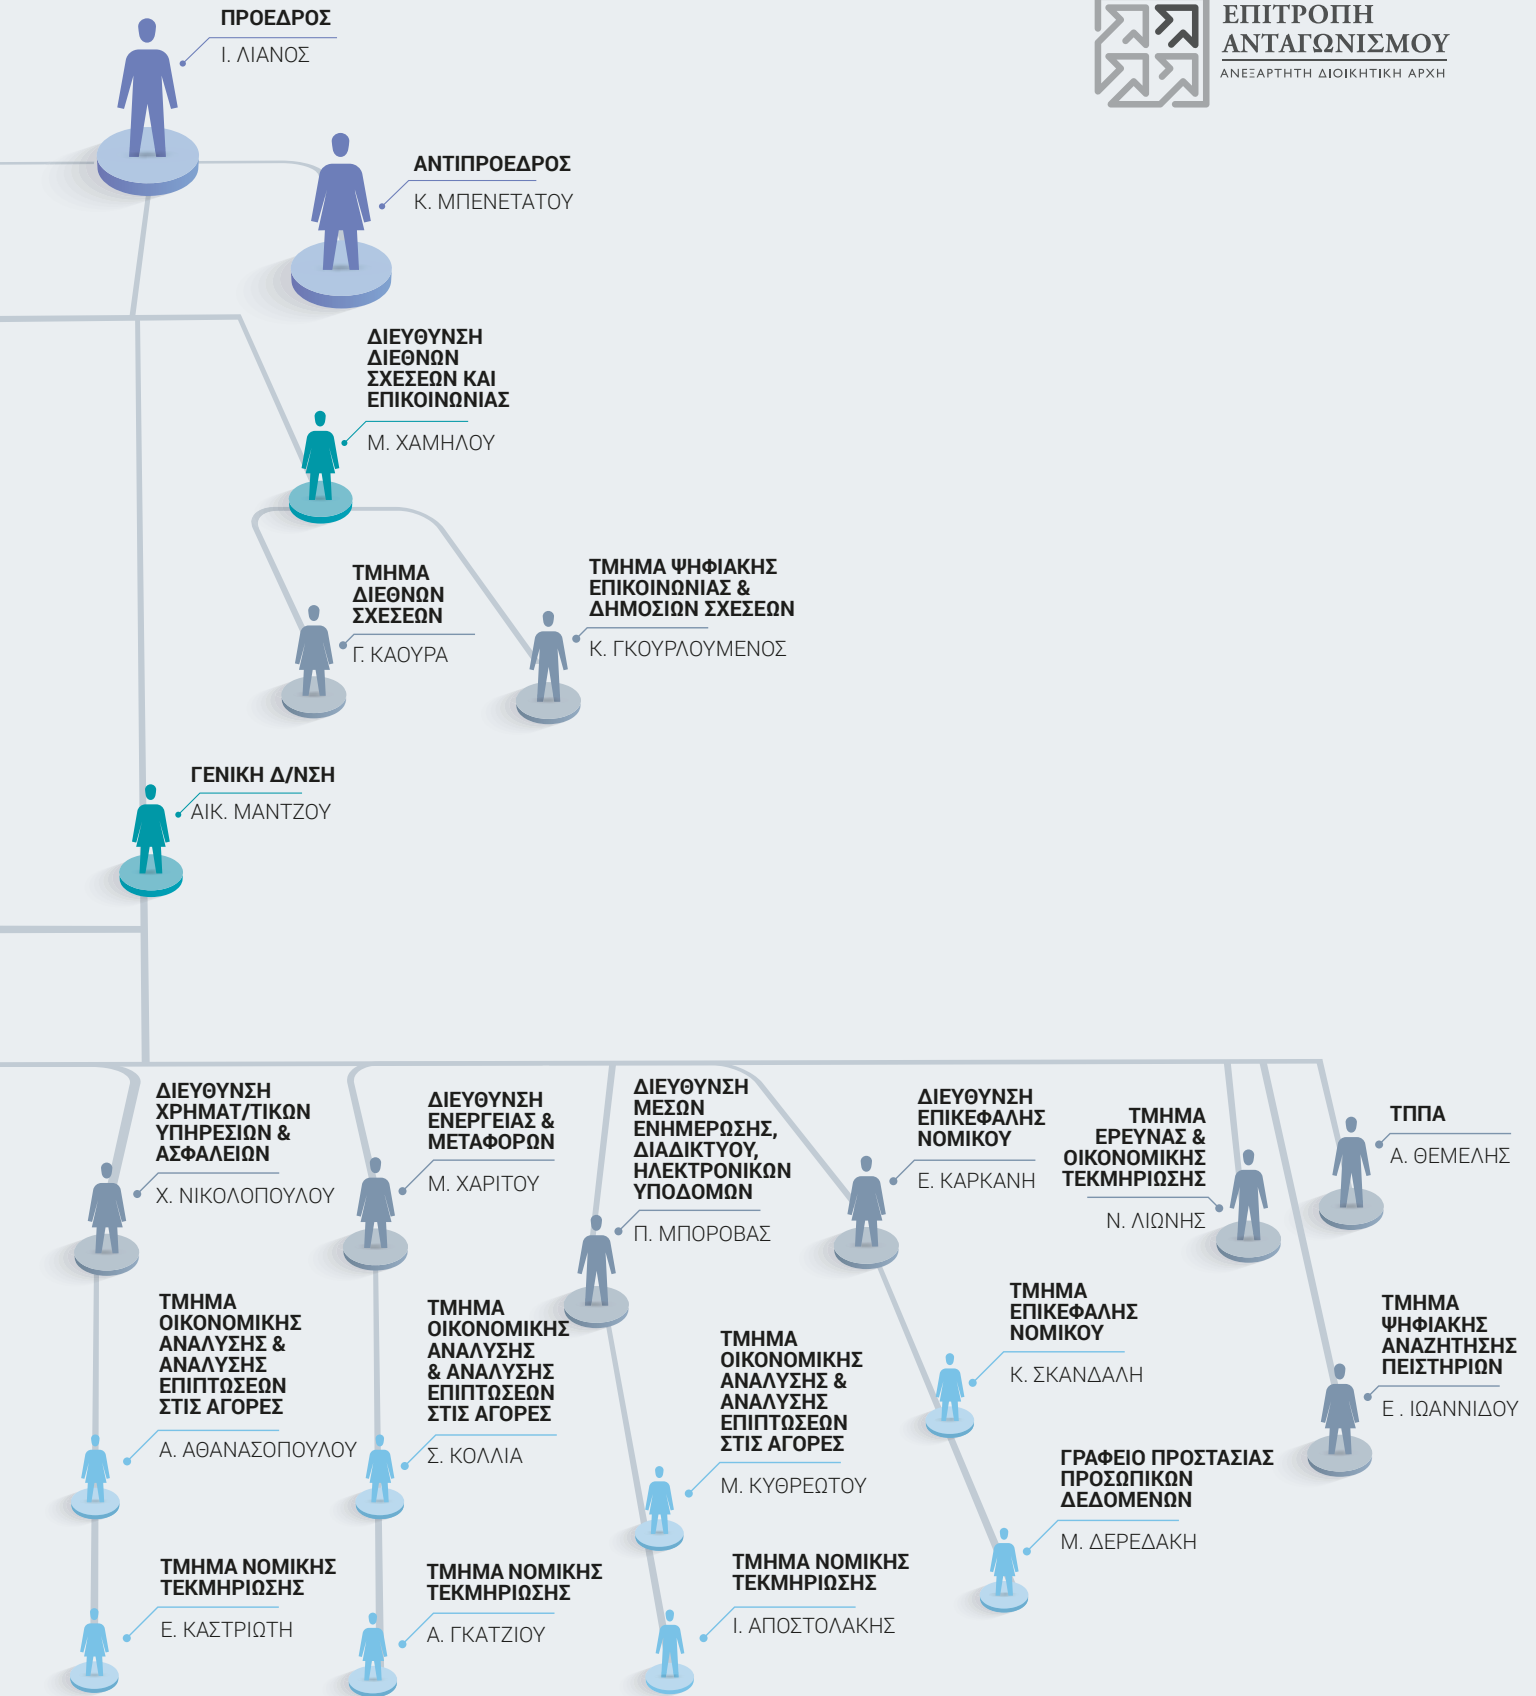 ΠΡΟΕΔΡΟΣ
Ι. ΛΙΑΝΟΣ
ΕΠΙΤΡΟΠΗ
ΑΝΤΑΓΩΝΙΣΜΟΥ
ΑΝΕΞΑΡΤΗΤΗ ΔΙΟΙΚΗΤΙΚΗ ΑΡΧΗ
ΑΝΤΙΠΡΟΕΔΡΟΣ
Κ. ΜΠΕΝΕΤΑΤΟΥ
ΔΙΕΥΘΥΝΣΗ
ΔΙΕΘΝΩΝ
ΣΧΕΣΕΩΝ ΚΑΙ
ΕΠΙΚΟΙΝΩΝΙΑΣ
Μ. ΧΑΜΗΛΟΥ
ΤΜΗΜΑ
ΔΙΕΘΝΩΝ
ΣΧΕΣΕΩΝ
Γ. ΚΑΟΥΡΑ
ΤΜΗΜΑ ΨΗΦΙΑΚΗΣ
ΕΠΙΚΟΙΝΩΝΙΑΣ &
ΔΗΜΟΣΙΩΝ ΣΧΕΣΕΩΝ
Κ. ΓΚΟΥΡΛΟΥΜΕΝΟΣ
ΓΕΝΙΚΗ Δ/ΝΣΗ
ΑΙΚ. ΜΑΝΤΖΟΥ
ΔΙΕΥΘΥΝΣΗ
ΧΡΗΜΑΤ/ΤΙΚΩΝ
ΥΠΗΡΕΣΙΩΝ &
ΑΣΦΑΛΕΙΩΝ
Χ. ΝΙΚΟΛΟΠΟΥΛΟΥ
ΔΙΕΥΘΥΝΣΗ
ΕΝΕΡΓΕΙΑΣ &
ΜΕΤΑΦΟΡΩΝ
Μ. ΧΑΡΙΤΟΥ
ΔΙΕΥΘΥΝΣΗ
ΜΕΣΩΝ
ΕΝΗΜΕΡΩΣΗΣ,
ΔΙΑΔΙΚΤΥΟΥ,
ΗΛΕΚΤΡΟΝΙΚΩΝ
ΥΠΟΔΟΜΩΝ
Π. ΜΠΟΡΟΒΑΣ
ΔΙΕΥΘΥΝΣΗ
ΕΠΙΚΕΦΑΛΗΣ
ΝΟΜΙΚΟΥ
Ε. ΚΑΡΚΑΝΗ
ΤΜΗΜΑ
ΕΡΕΥΝΑΣ &
ΟΙΚΟΝΟΜΙΚΗΣ
ΤΕΚΜΗΡΙΩΣΗΣ
Ν. ΛΙΩΝΗΣ
ΤΠΠΑ
Α. ΘΕΜΕΛΗΣ
ΤΜΗΜΑ
ΟΙΚΟΝΟΜΙΚΗΣ
ΑΝΑΛΥΣΗΣ &
ΑΝΑΛΥΣΗΣ
ΕΠΙΠΤΩΣΕΩΝ
ΣΤΙΣ ΑΓΟΡΕΣ
Α. ΑΘΑΝΑΣΟΠΟΥΛΟΥ
ΤΜΗΜΑ
ΟΙΚΟΝΟΜΙΚΗΣ
ΑΝΑΛΥΣΗΣ
& ΑΝΑΛΥΣΗΣ
ΕΠΙΠΤΩΣΕΩΝ
ΣΤΙΣ ΑΓΟΡΕΣ
Σ. ΚΟΛΛΙΑ
ΤΜΗΜΑ
ΟΙΚΟΝΟΜΙΚΗΣ
ΑΝΑΛΥΣΗΣ &
ΑΝΑΛΥΣΗΣ
ΕΠΙΠΤΩΣΕΩΝ
ΣΤΙΣ ΑΓΟΡΕΣ
Μ. ΚΥΘΡΕΩΤΟΥ
ΤΜΗΜΑ
ΕΠΙΚΕΦΑΛΗΣ
ΝΟΜΙΚΟΥ
Κ. ΣΚΑΝΔΑΛΗ
ΤΜΗΜΑ
ΨΗΦΙΑΚΗΣ
ΑΝΑΖΗΤΗΣΗΣ
ΠΕΙΣΤΗΡΙΩΝ
Ε . ΙΩΑΝΝΙΔΟΥ
ΓΡΑΦΕΙΟ ΠΡΟΣΤΑΣΙΑΣ
ΠΡΟΣΩΠΙΚΩΝ
ΔΕΔΟΜΕΝΩΝ
Μ. ΔΕΡΕΔΑΚΗ
ΤΜΗΜΑ ΝΟΜΙΚΗΣ
ΤΕΚΜΗΡΙΩΣΗΣ
Ε. ΚΑΣΤΡΙΩΤΗ
ΤΜΗΜΑ ΝΟΜΙΚΗΣ
ΤΕΚΜΗΡΙΩΣΗΣ
Α. ΓΚΑΤΖΙΟΥ
ΤΜΗΜΑ ΝΟΜΙΚΗΣ
ΤΕΚΜΗΡΙΩΣΗΣ
Ι. ΑΠΟΣΤΟΛΑΚΗΣ